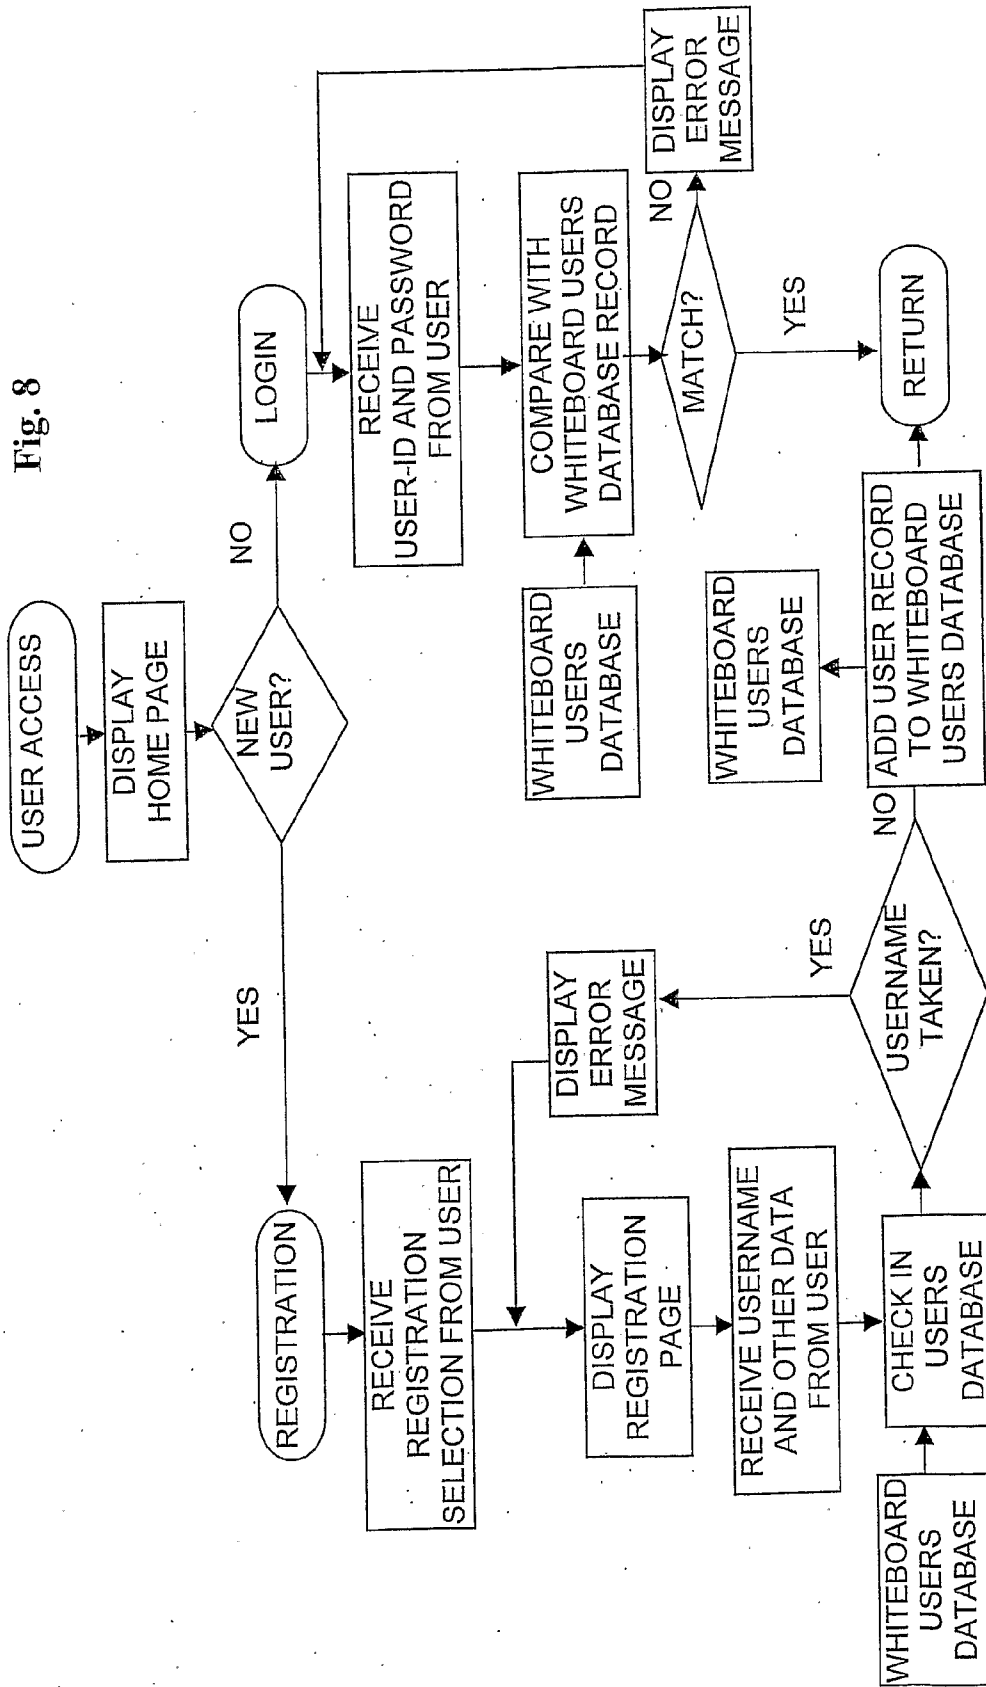 Fig. 8
USER ACCESS
DISPLAY
HOME PAGE
NEW
USER?
YES
NO
REGISTRATION
LOGIN
RECEIVE
REGISTRATION
SELECTION FROM USER
RECEIVE
USER-ID AND PASSWORD
FROM USER
DISPLAY
REGISTRATION
PAGE
DISPLAY
ERROR
MESSAGE
WHITEBOARD
USERS
DATABASE
COMPARE WITH
WHITEBOARD USERS
DATABASE RECORD
RECEIVE USERNAME
AND OTHER DATA
FROM USER
WHITEBOARD
USERS
DATABASE
MATCH?
NO
DISPLAY
ERROR
MESSAGE
YES
YES
WHITEBOARD
USERS
DATABASE
CHECK IN
USERS
DATABASE
USERNAME
TAKEN?
NO
ADD USER RECORD
TO WHITEBOARD
USERS DATABASE
RETURN